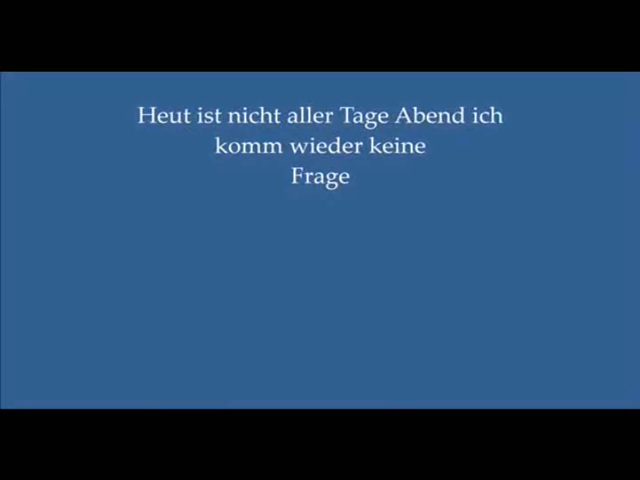 Heut ist nicht aller Tage Abend ich
komm wieder keine
Frage